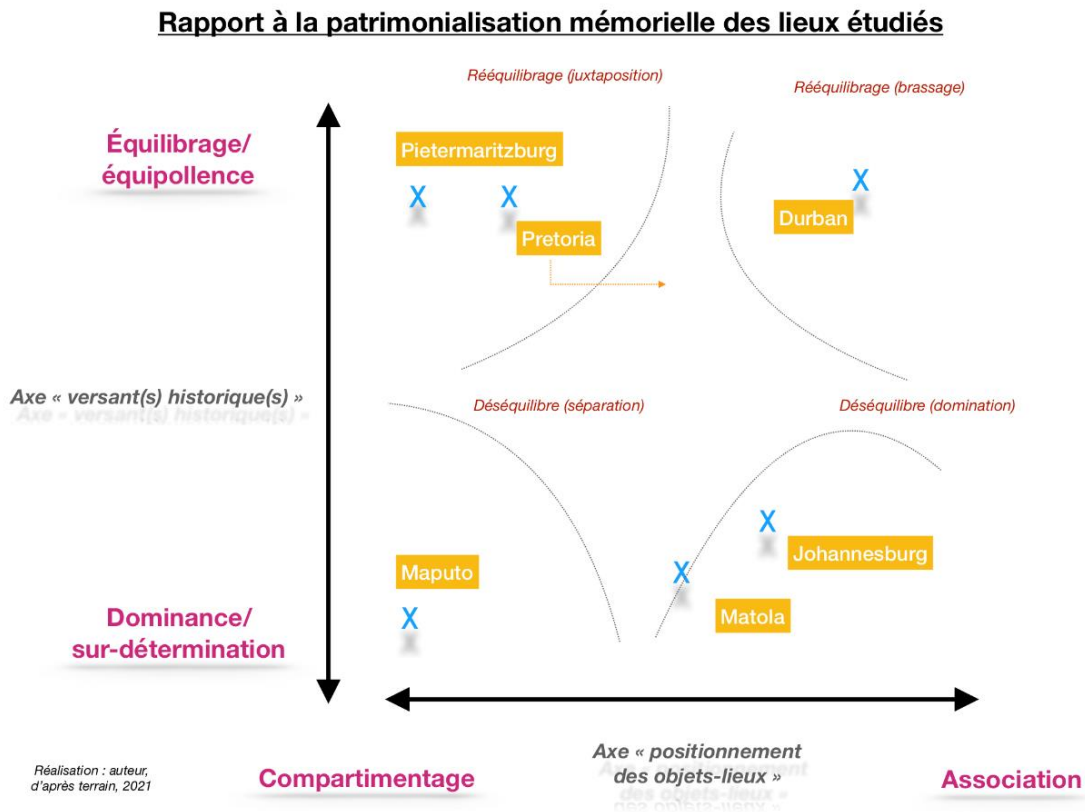 Rapport à la patrimonialisation mémorielle des lieux étudiés
Rééquilibrage (juxtaposition)
Rééquilibrage (brassage)
Équilibrage/
équipollence
Pietermaritzburg
X
X
X
Durban
Pretoria
Axe « versant(s) historique(s) »
Déséquilibre (séparation)
Déséquilibre (domination)
X
Johannesburg
Maputo
X
Matola
X
Dominance/
sur-détermination
Axe « positionnement
des objets-lieux »
Réalisation : auteur,
d'après terrain, 2021
Compartimentage
Association